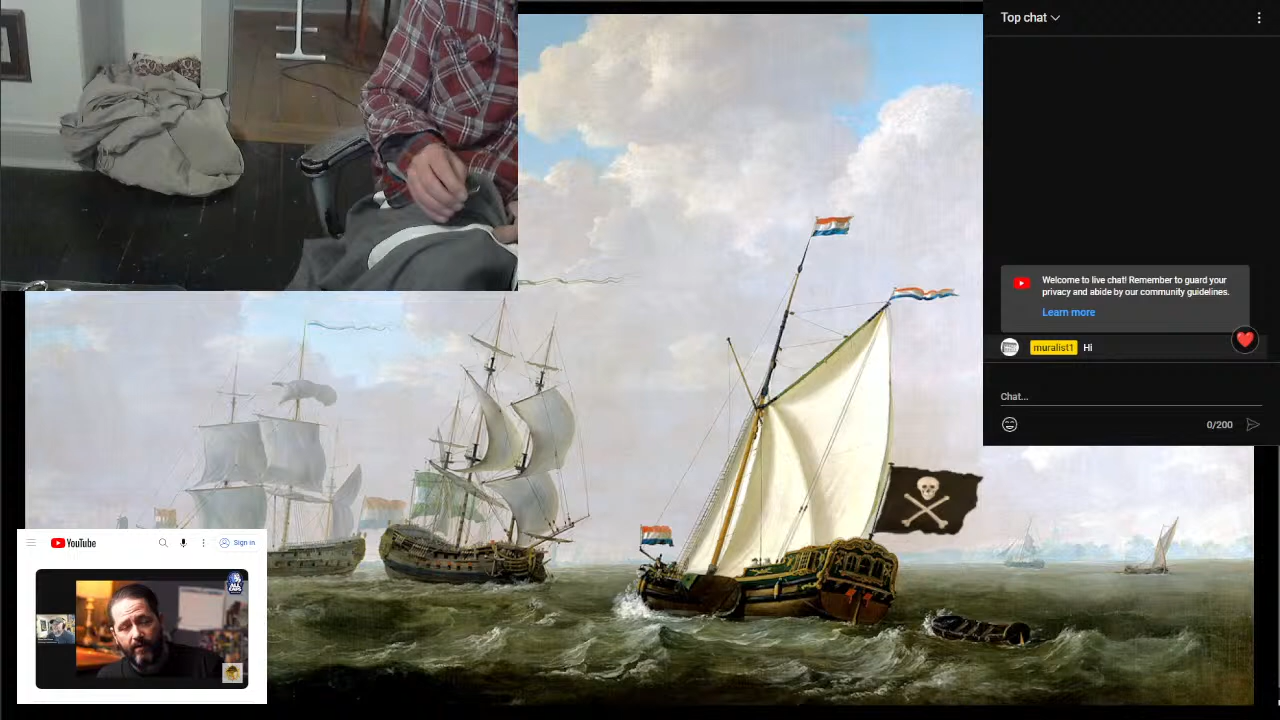 Top chat
Welcome to live chat! Remember to guard your
privacy and abide by our community guidelines.
Learn more
muralist1 Hi
Chat...
0/200
YouTube
Sign in